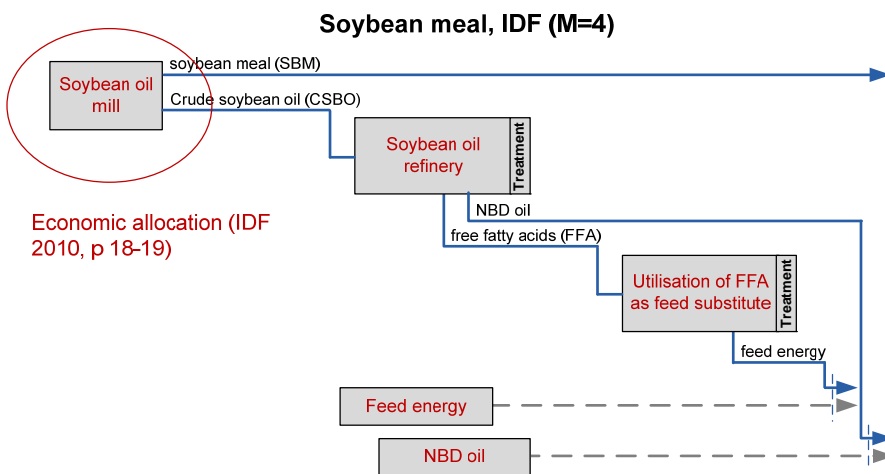 Soybean meal, IDF (M=4)
soybean meal (SBM)
Soybean oil
mill
Crude soybean oil (CSBO)
Soybean oil
refinery
Treatment
NBD oil
Economic allocation (IDF
2010, p 18-19)
free fatty acids (FFA)
Utilisation of FFA
as feed substitute
Treatment
feed energy
Feed energy
NBD oil